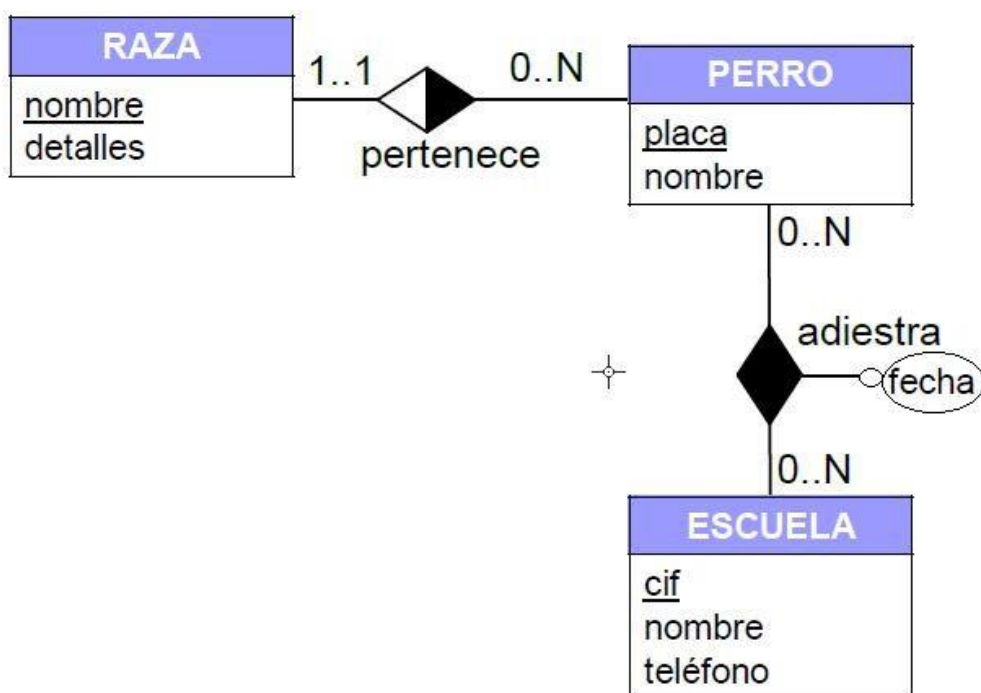 RAZA
nombre
detalles
1..1
0..N
pertenece
PERRO
placa
nombre
0..N
adiestra
fecha
0..N
ESCUELA
cif
nombre
teléfono